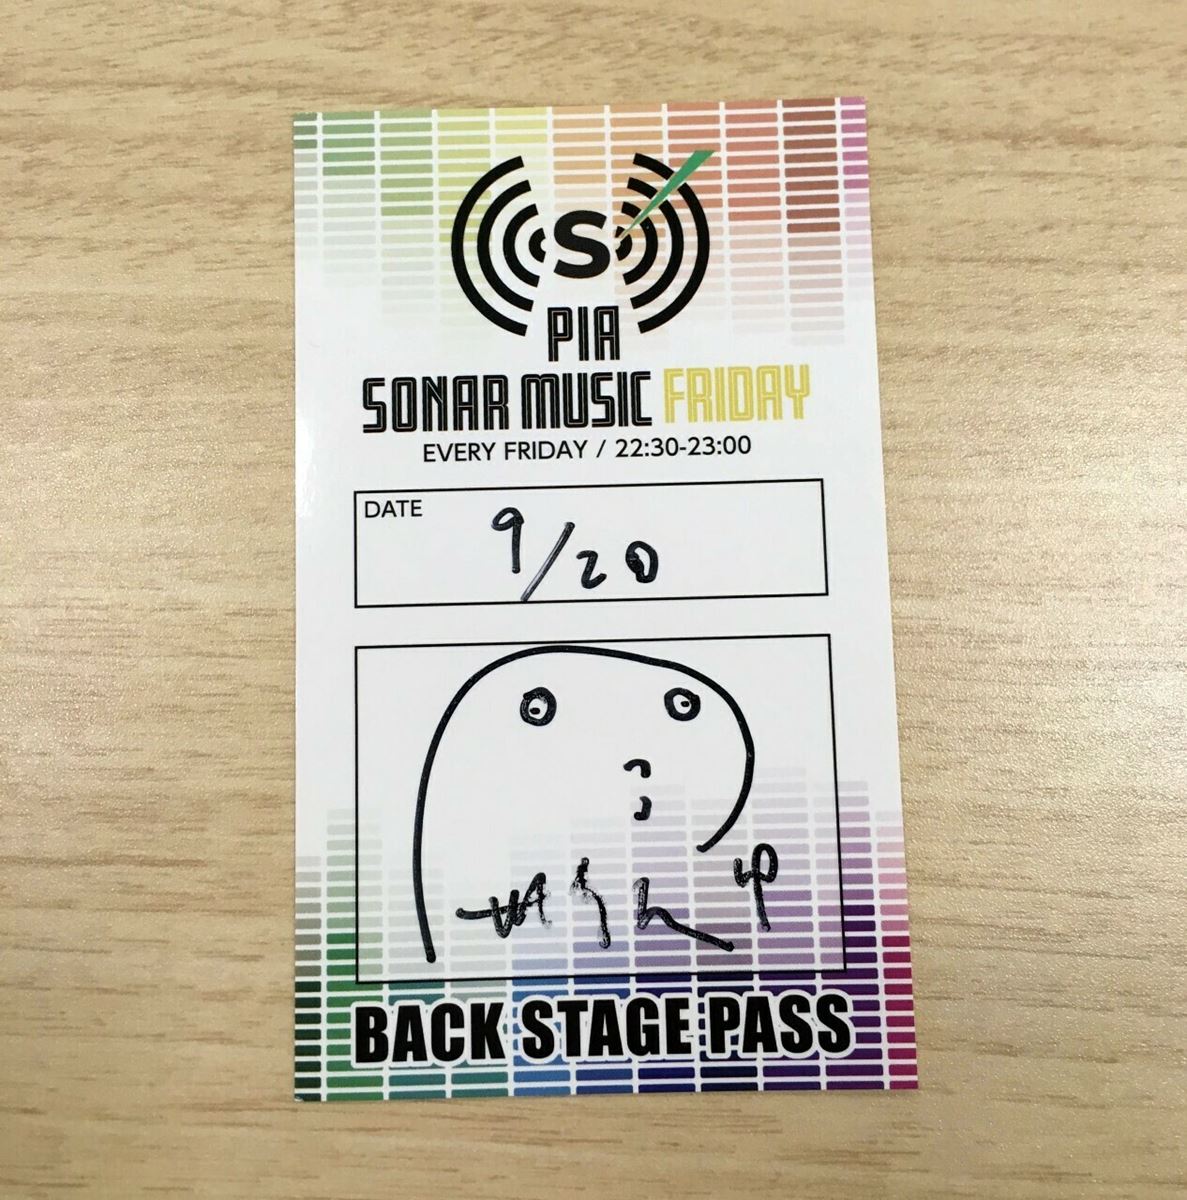 S
PIA
SONAR MUSIC FRIDAY
EVERY FRIDAY / 22:30-23:00
DATE
9/20
BACK STAGE PASS